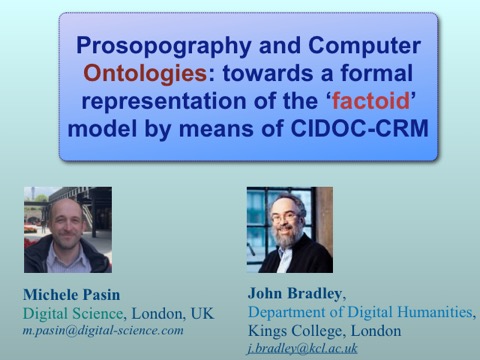 Prosopography and Computer
Ontologies: towards a formal
representation of the ‘factoid’
model by means of CIDOC-CRM
Michele Pasin
Digital Science, London, UK
m.pasin@digital-science.com
John Bradley,
Department of Digital Humanities,
Kings College, London
j.bradley@kcl.ac.uk